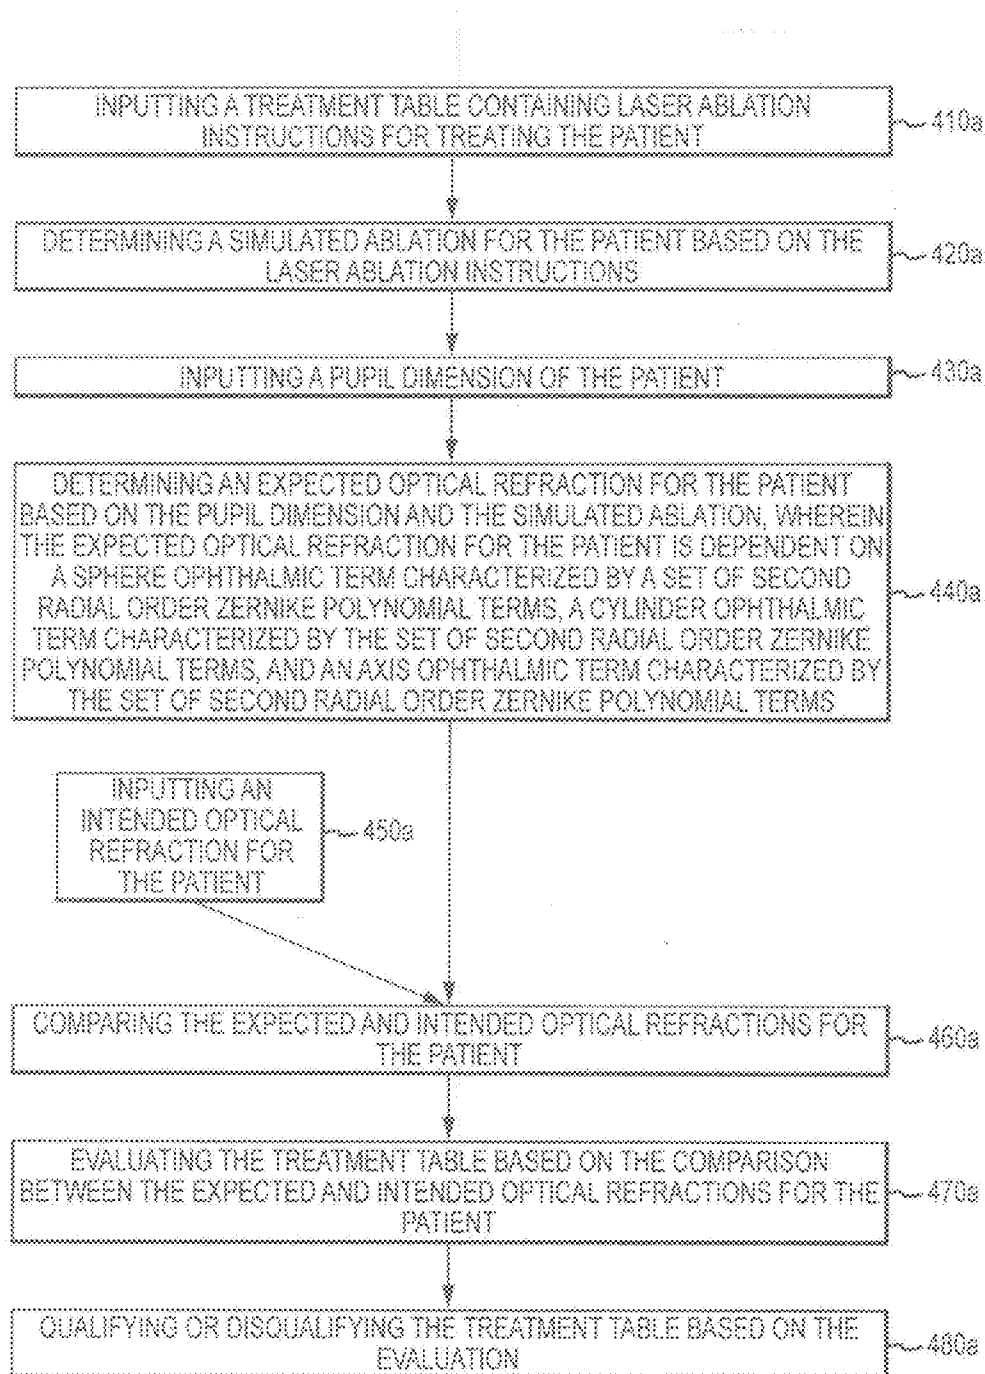 INPUTTING A TREATMENT TABLE CONTAINING LASER ABLATION
INSTRUCTIONS FOR TREATING THE PATIENT
410a
DETERMINING A SIMULATED ABLATION FOR THE PATIENT BASED ON THE
LASER ABLATION INSTRUCTIONS
420a
INPUTTING A PUPIL DIMENSION OF THE PATIENT
430a
DETERMINING AN EXPECTED OPTICAL REFRACTION FOR THE PATIENT
BASED ON THE PUPIL DIMENSION AND THE SIMULATED ABLATION, WHEREIN
THE EXPECTED OPTICAL REFRACTION FOR THE PATIENT IS DEPENDENT ON
A SPHERE OPHTHALMIC TERM CHARACTERIZED BY A SET OF SECOND
RADIAL ORDER ZERNIKE POLYNOMIAL TERMS, A CYLINDER OPHTHALMIC
TERM CHARACTERIZED BY THE SET OF SECOND RADIAL ORDER ZERNIKE
POLYNOMIAL TERMS, AND AN AXIS OPHTHALMIC TERM CHARACTERIZED BY
THE SET OF SECOND RADIAL ORDER ZERNIKE POLYNOMIAL TERMS
440a
INPUTTING AN
INTENDED OPTICAL
REFRACTION FOR
THE PATIENT
450a
COMPARING THE EXPECTED AND INTENDED OPTICAL REFRACTIONS FOR
THE PATIENT
460a
EVALUATING THE TREATMENT TABLE BASED ON THE COMPARISON
BETWEEN THE EXPECTED AND INTENDED OPTICAL REFRACTIONS FOR THE
PATIENT
470a
QUALIFYING OR DISQUALIFYING THE TREATMENT TABLE BASED ON THE
EVALUATION
480a